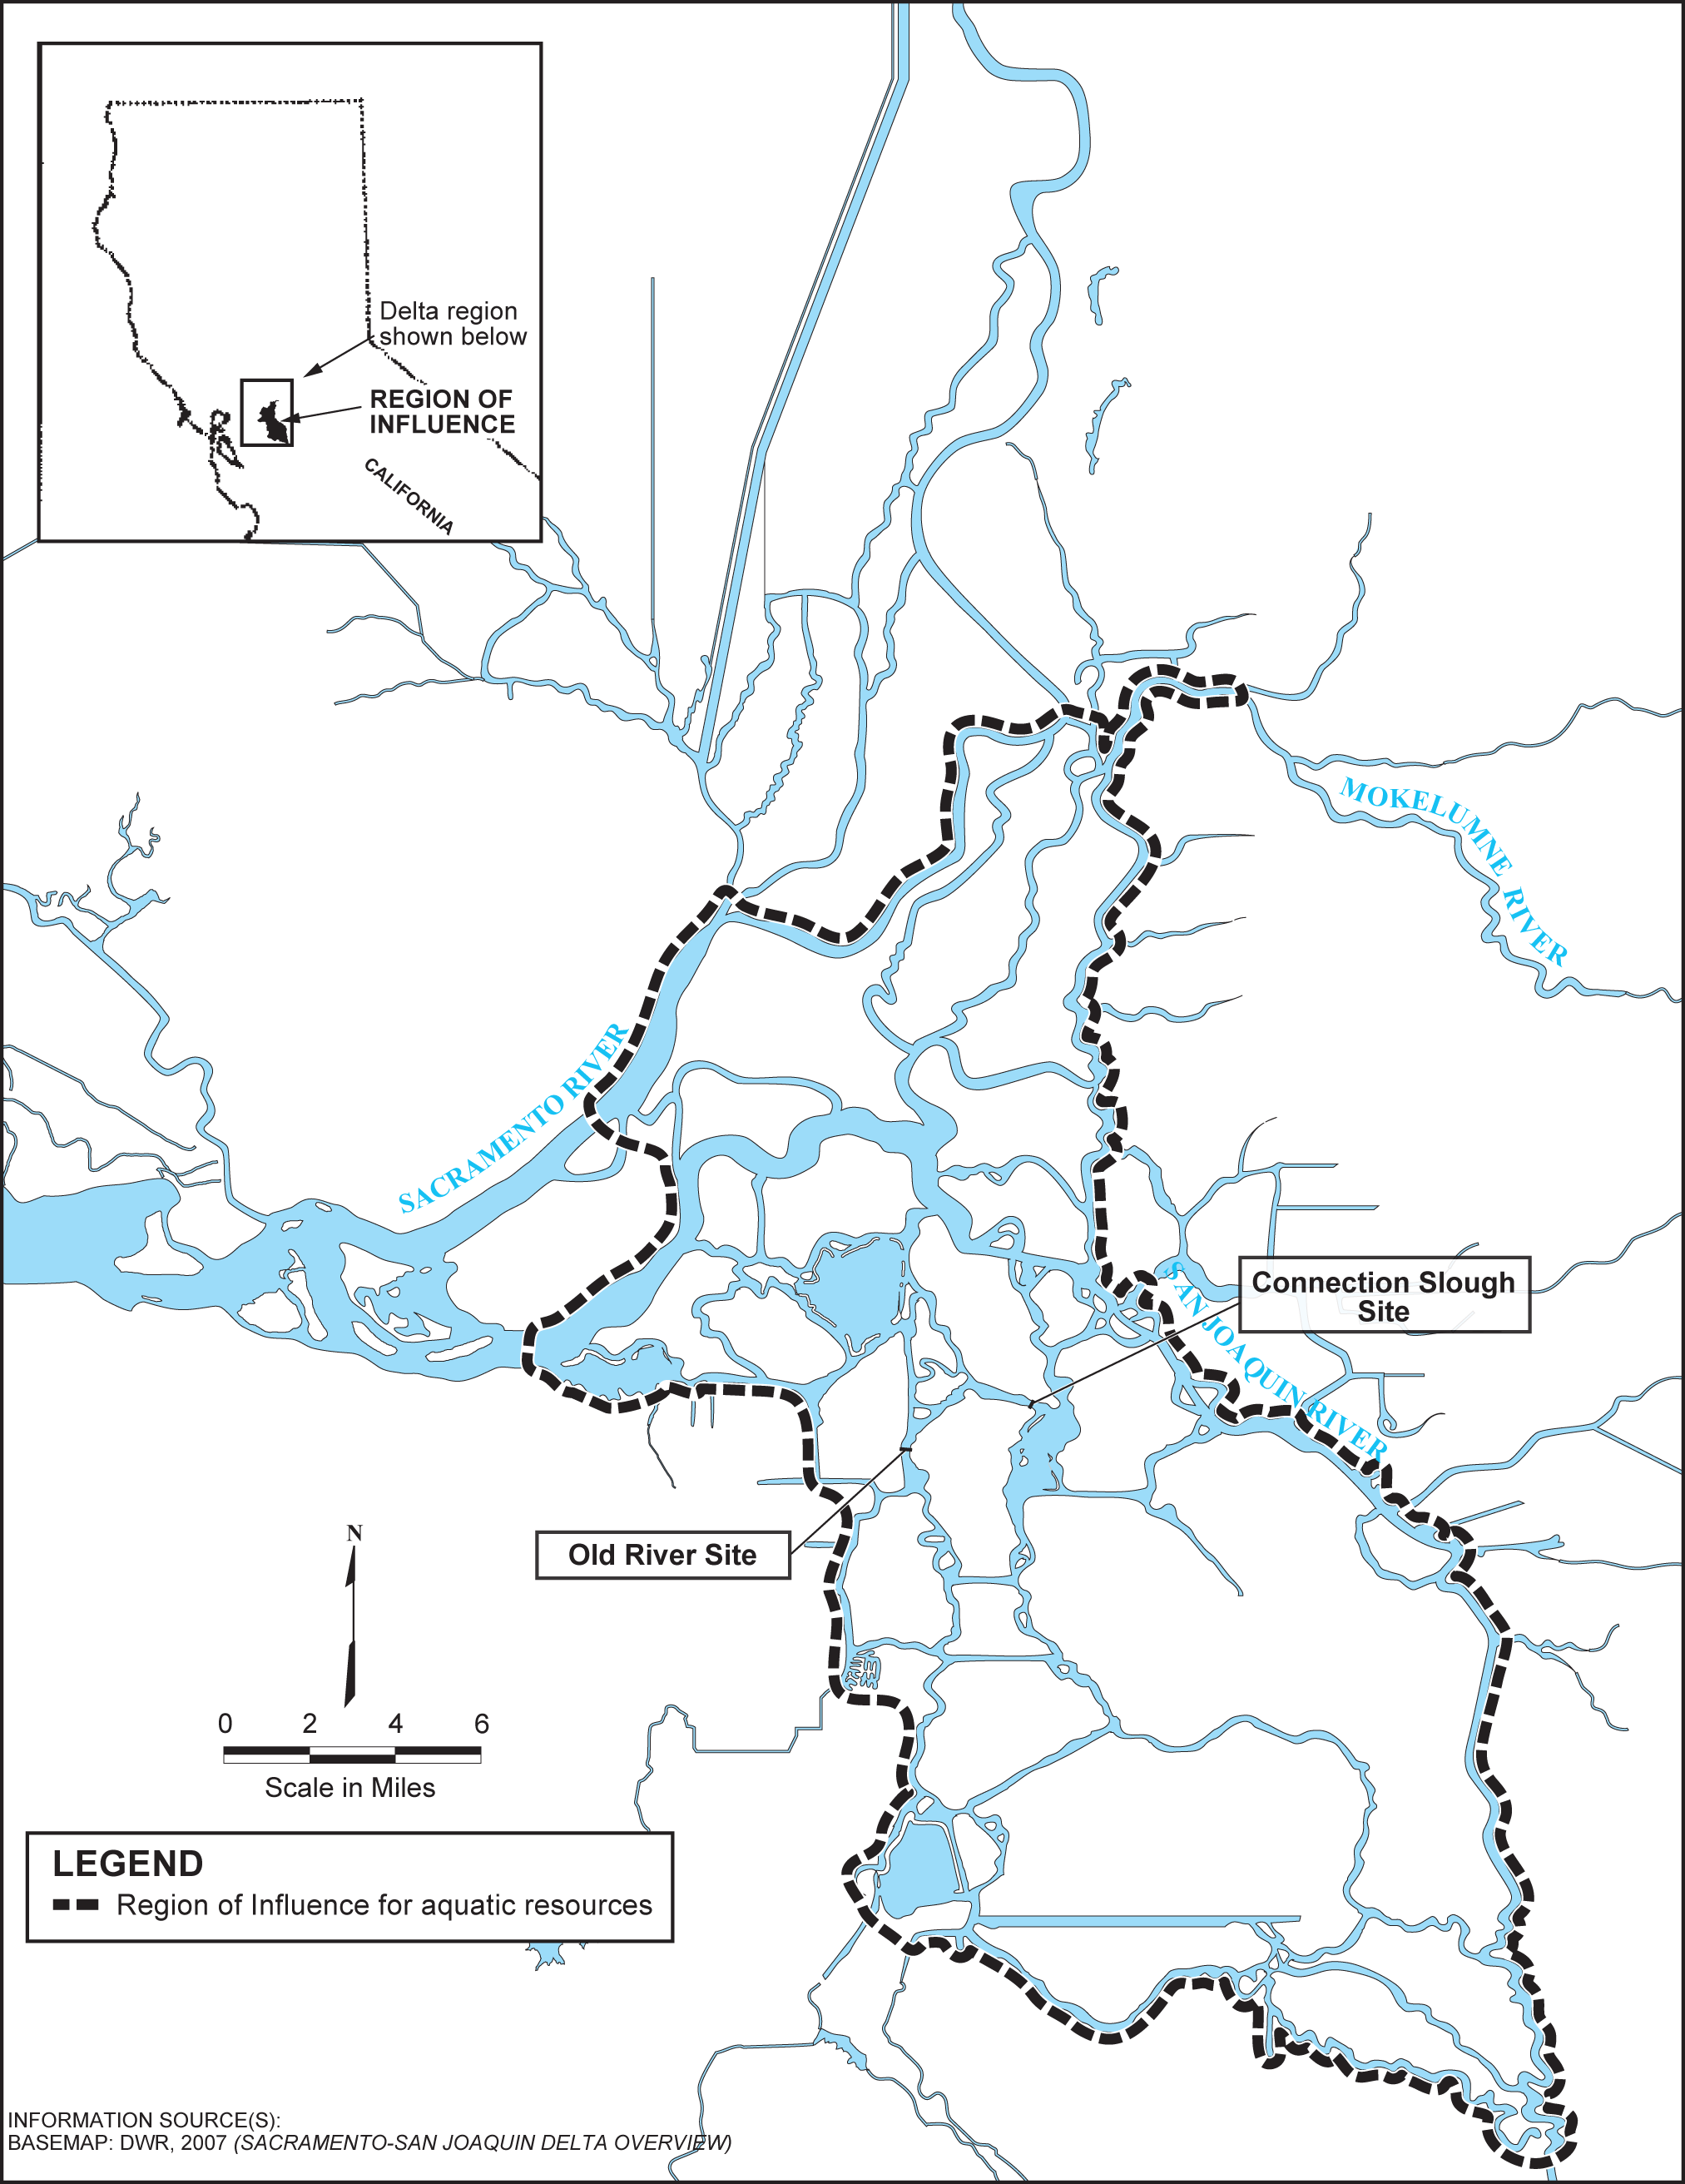 Delta region
shown below
REGION OF
INFLUENCE
CALIFORNIA
MOKELUMNE RIVER
SACRAMENTO RIVER
SAN JOAQUIN RIVER
Connection Slough
Site
Old River Site
N
0 2 4 6
Scale in Miles
LEGEND
Region of Influence for aquatic resources
INFORMATION SOURCE(S):
BASEMAP: DWR, 2007 (SACRAMENTO-SAN JOAQUIN DELTA OVERVIEW)